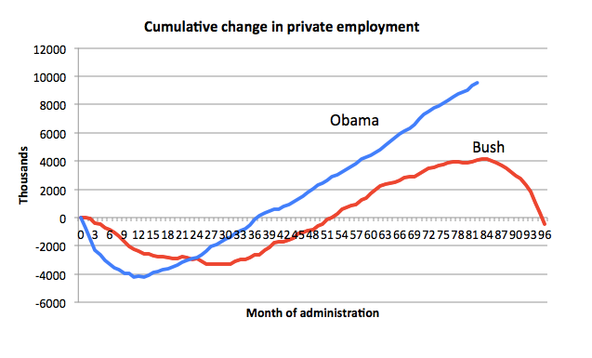 Cumulative change in private employment
12000
10000
8000
6000
4000
2000
0
-2000
-4000
-6000
Thousands
Obama
Bush
0 3 6 9 12 15 18 21 24 27 30 33 36 39 42 45 48 51 54 57 60 63 66 69 72 75 78 81 84 87 90 93 96
Month of administration